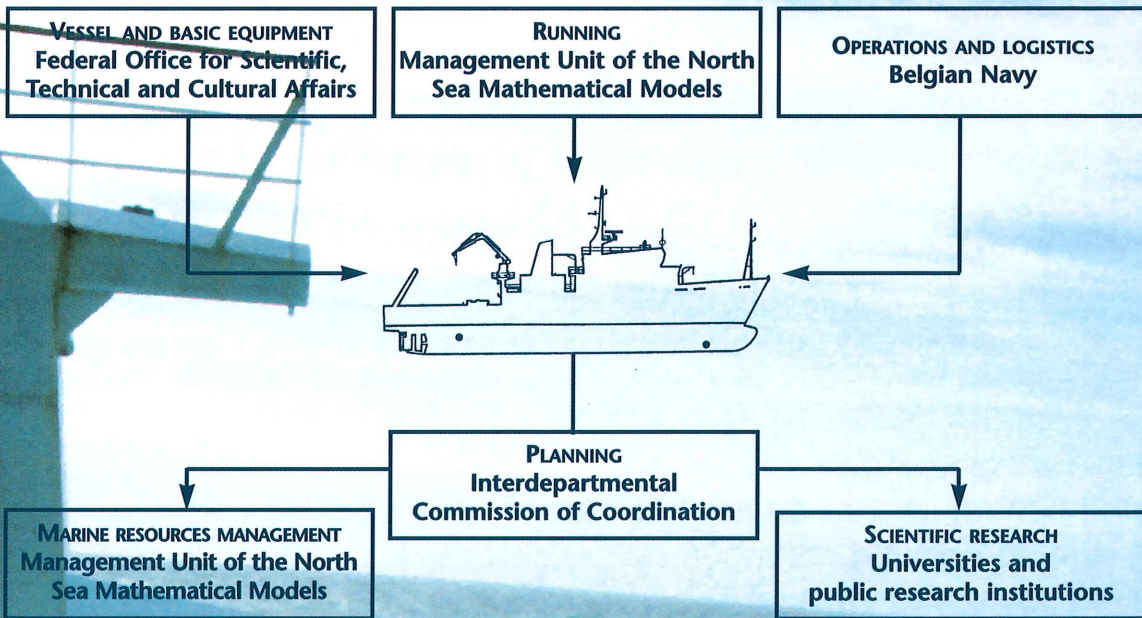 VESSEL AND BASIC EQUIPMENT
Federal Office for Scientific,
Technical and Cultural Affairs
RUNNING
Management Unit of the North
Sea Mathematical Models
OPERATIONS AND LOGISTICS
Belgian Navy
PLANNING
Interdepartmental
Commission of Coordination
MARINE RESOURCES MANAGEMENT
Management Unit of the North
Sea Mathematical Models
SCIENTIFIC RESEARCH
Universities and
public research institutions